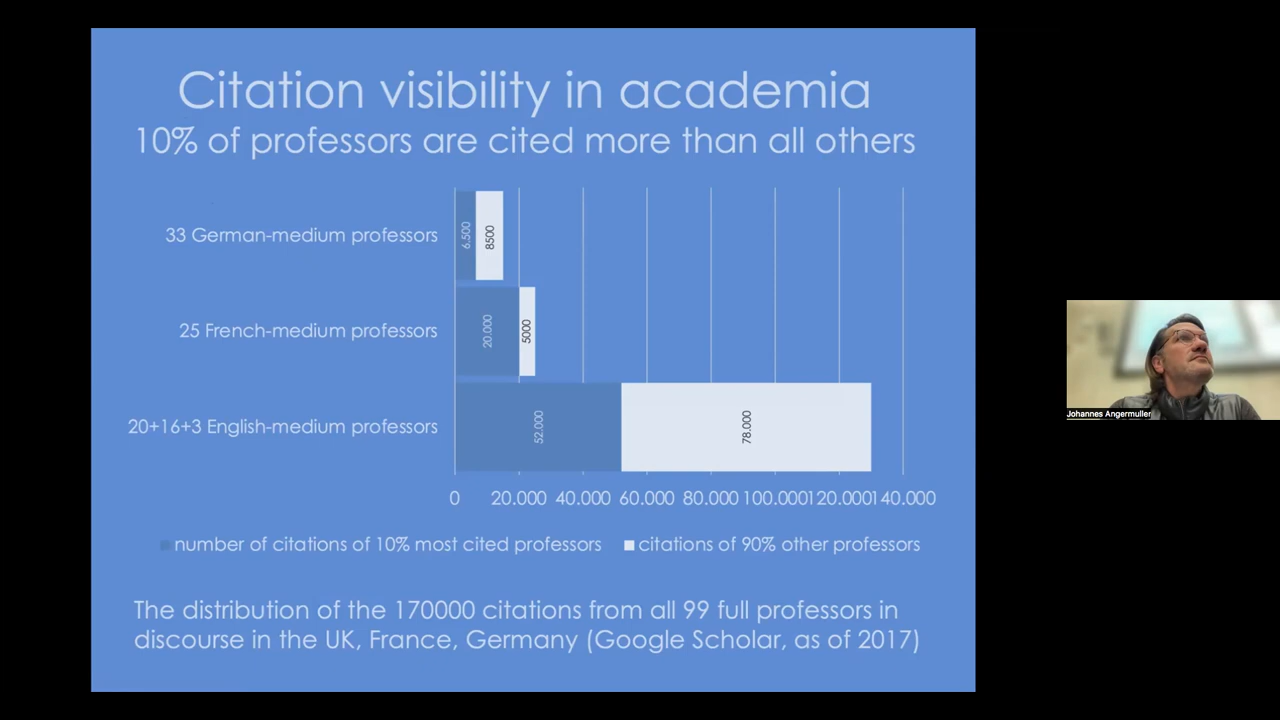 Citation visibility in academia
10% of professors are cited more than all others
33 German-medium professors
6.500
8500
25 French-medium professors
20.000
5000
20+16+3 English-medium professors
52.000
78.000
0 20.000 40.000 60.000 80.000 100.000 120.000 140.000
number of citations of 10% most cited professors citations of 90% other professors
The distribution of the 170000 citations from all 99 full professors in
discourse in the UK, France, Germany (Google Scholar, as of 2017)
Johannes Angermuller